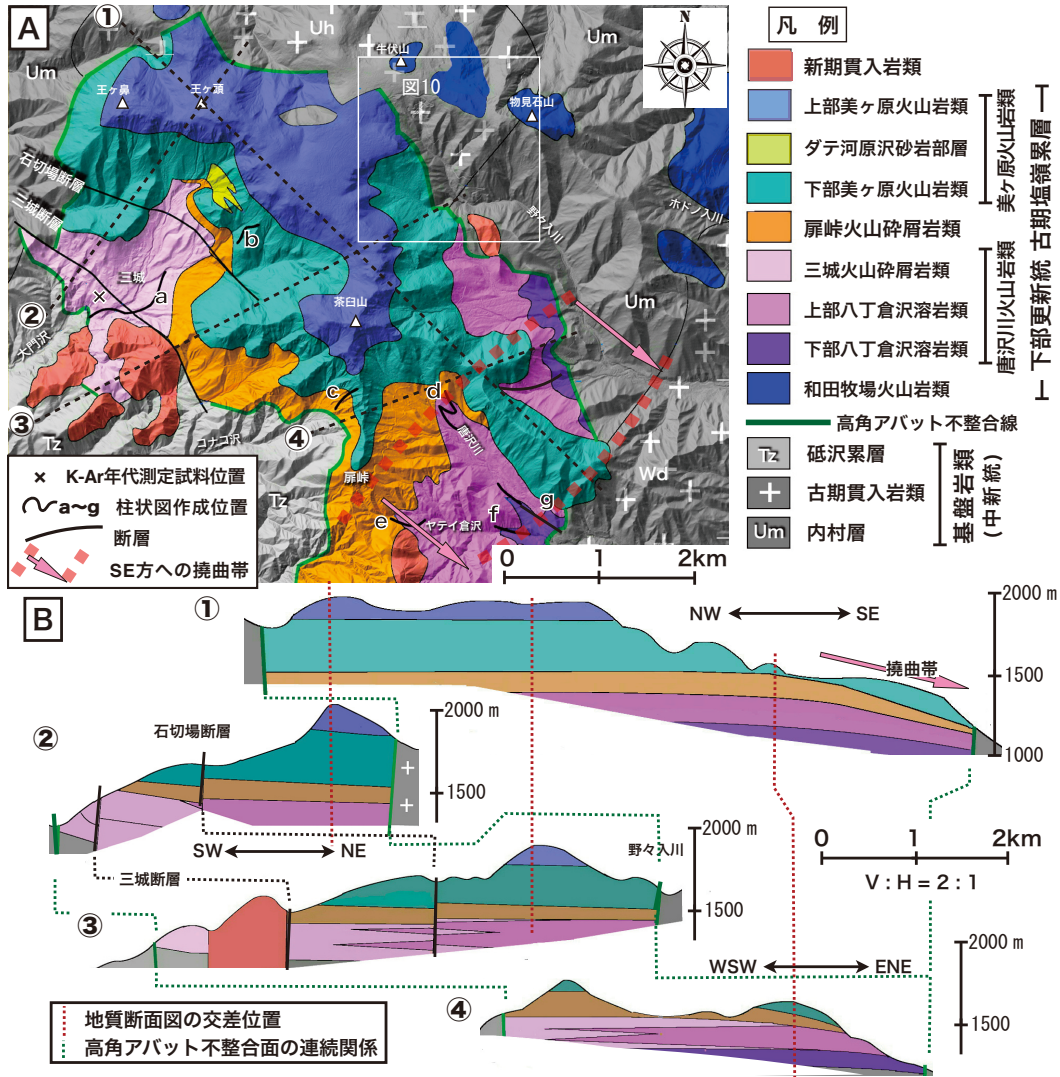 A
①
Uh
Um
Um
N
牛伏山
図10
王ヶ鼻
王ヶ頭
物見石山
石切場断層
三城断層
ホドノ入川
野々入川
b
三城
a
×
②
大門沢
茶臼山
Um
③
c
d
④
Tz
コナコ沢
唐沢川
扉峠
Tz
Wd
e
ヤデイ倉沢
f
g
× K-Ar年代測定試料位置
a~g 柱状図作成位置
断層
SE方への撓曲帯
0 1 2km
凡 例
新期貫入岩類
上部美ヶ原火山岩類
ダテ河原沢砂岩部層
下部美ヶ原火山岩類
扉峠火山砕屑岩類
三城火山砕屑岩類
上部八丁倉沢溶岩類
下部八丁倉沢溶岩類
和田牧場火山岩類
高角アバット不整合線
Tz 砥沢累層
古期貫入岩類
Um 内村層
美ヶ原火山岩類
唐沢川火山岩類
下部更新統 古期塩嶺累層
基盤岩類
(中新統)
B
①
NW SE
2000 m
撓曲帯
1500
1000
②
石切場断層
2000 m
1500
SW NE
三城断層
③
野々入川
2000 m
1500
0 1 2km
V : H = 2 : 1
WSW ENE
2000 m
④
1500
地質断面図の交差位置
高角アバット不整合面の連続関係